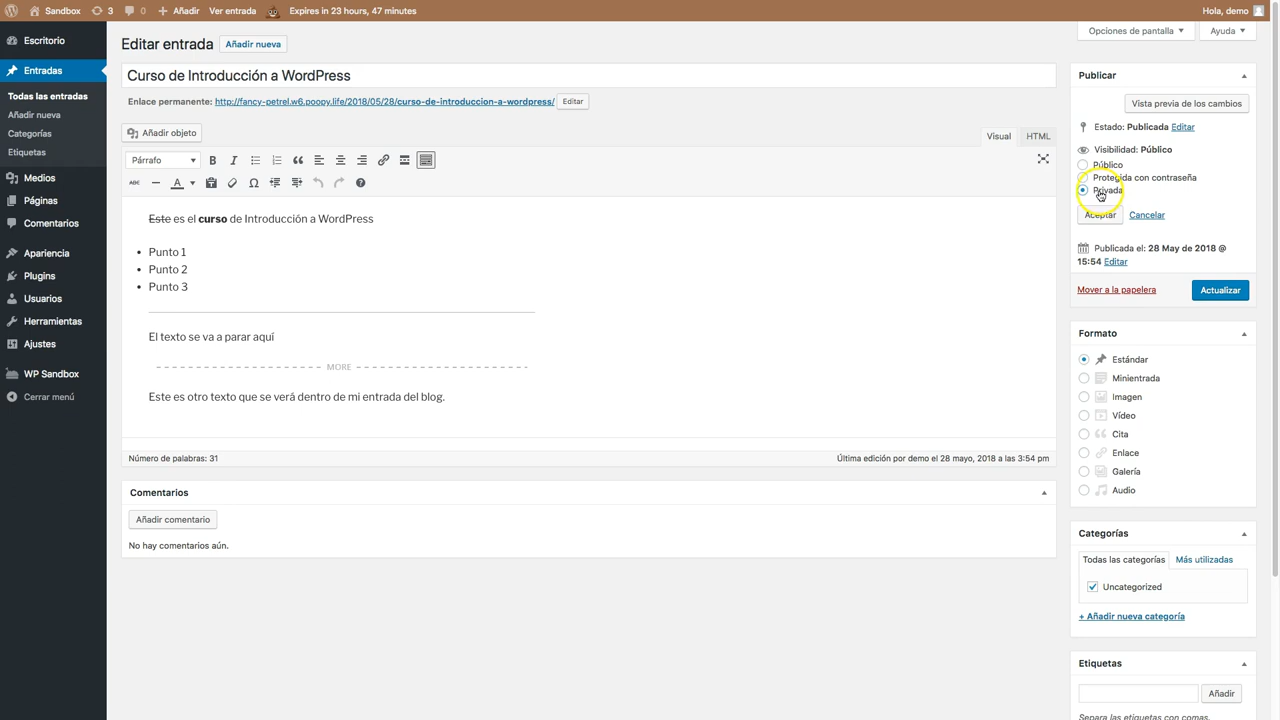 Sandbox 3 0 Añadir Ver entrada Expires in 23 hours, 47 minutes Hola, demo
Escritorio
Entradas
Todas las entradas
Añadir nueva
Categorías
Etiquetas
Medios
Páginas
Comentarios
Apariencia
Plugins
Usuarios
Herramientas
Ajustes
WP Sandbox
Cerrar menú
Opciones de pantalla Ayuda
Editar entrada Añadir nueva
Curso de Introducción a WordPress
Enlace permanente: http://fancy-petrel.w6.poopy.life/2018/05/28/curso-de-introduccion-a-wordpress/ Editar
Añadir objeto Visual HTML
Párrafo B I
ABC A
Este es el curso de Introducción a WordPress
Punto 1
Punto 2
Punto 3
El texto se va a parar aquí
MORE
Este es otro texto que se verá dentro de mi entrada del blog.
Número de palabras: 31 Última edición por demo el 28 mayo, 2018 a las 3:54 pm
Comentarios
Añadir comentario
No hay comentarios aún.
Publicar
Vista previa de los cambios
Estado: Publicada Editar
Visibilidad: Público
Público
Protegida con contraseña
Privada
Aceptar Cancelar
Publicada el: 28 May de 2018 @
15:54 Editar
Mover a la papelera Actualizar
Formato
Estándar
Minientrada
Imagen
Vídeo
Cita
Enlace
Galería
Audio
Categorías
Todas las categorías Más utilizadas
Uncategorized
+ Añadir nueva categoría
Etiquetas
Añadir
Separa las etiquetas con comas.